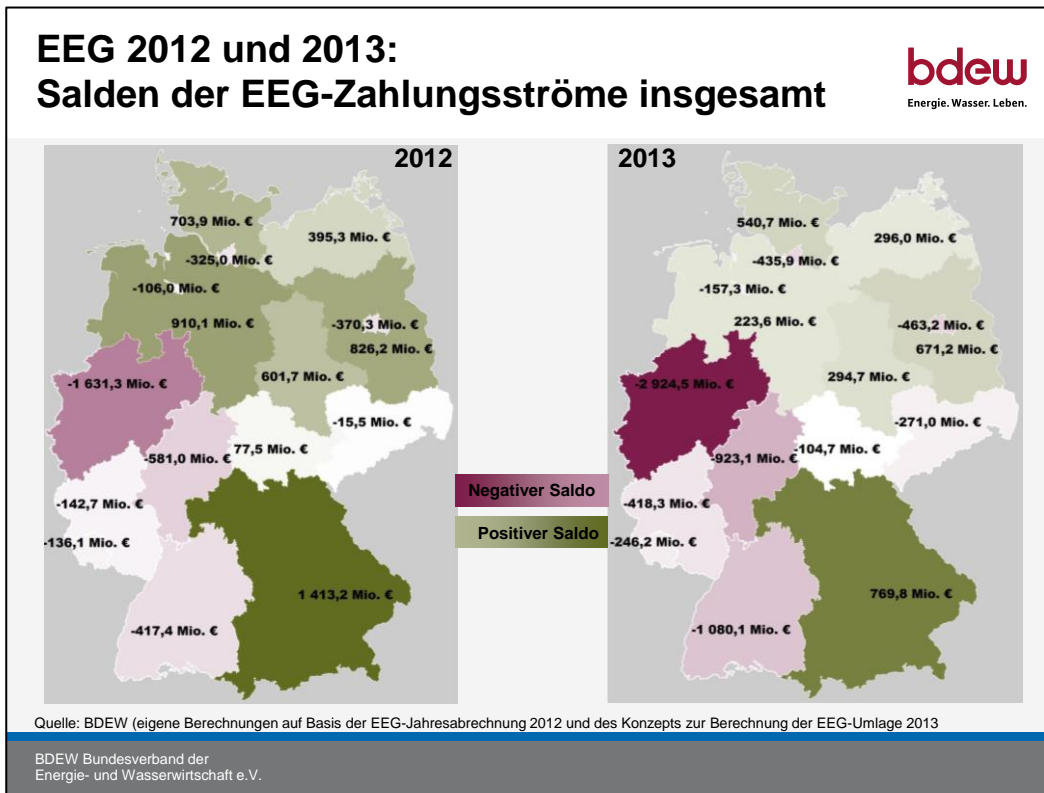 EEG 2012 und 2013:
Salden der EEG-Zahlungsströme insgesamt
bdew
Energie. Wasser. Leben.
2012
703,9 Mio. €
395,3 Mio. €
-325,0 Mio. €
-106,0 Mio. €
910,1 Mio. €
-370,3 Mio. €
826,2 Mio. €
-1 631,3 Mio. €
601,7 Mio. €
-15,5 Mio. €
77,5 Mio. €
-581,0 Mio. €
-142,7 Mio. €
-136,1 Mio. €
1 413,2 Mio. €
-417,4 Mio. €
Negativer Saldo
Positiver Saldo
2013
540,7 Mio. €
296,0 Mio. €
-435,9 Mio. €
-157,3 Mio. €
223,6 Mio. €
-463,2 Mio. €
671,2 Mio. €
-2 924,5 Mio. €
294,7 Mio. €
-271,0 Mio. €
-104,7 Mio. €
-923,1 Mio. €
-418,3 Mio. €
-246,2 Mio. €
769,8 Mio. €
-1 080,1 Mio. €
Quelle: BDEW (eigene Berechnungen auf Basis der EEG-Jahresabrechnung 2012 und des Konzepts zur Berechnung der EEG-Umlage 2013
BDEW Bundesverband der
Energie- und Wasserwirtschaft e.V.